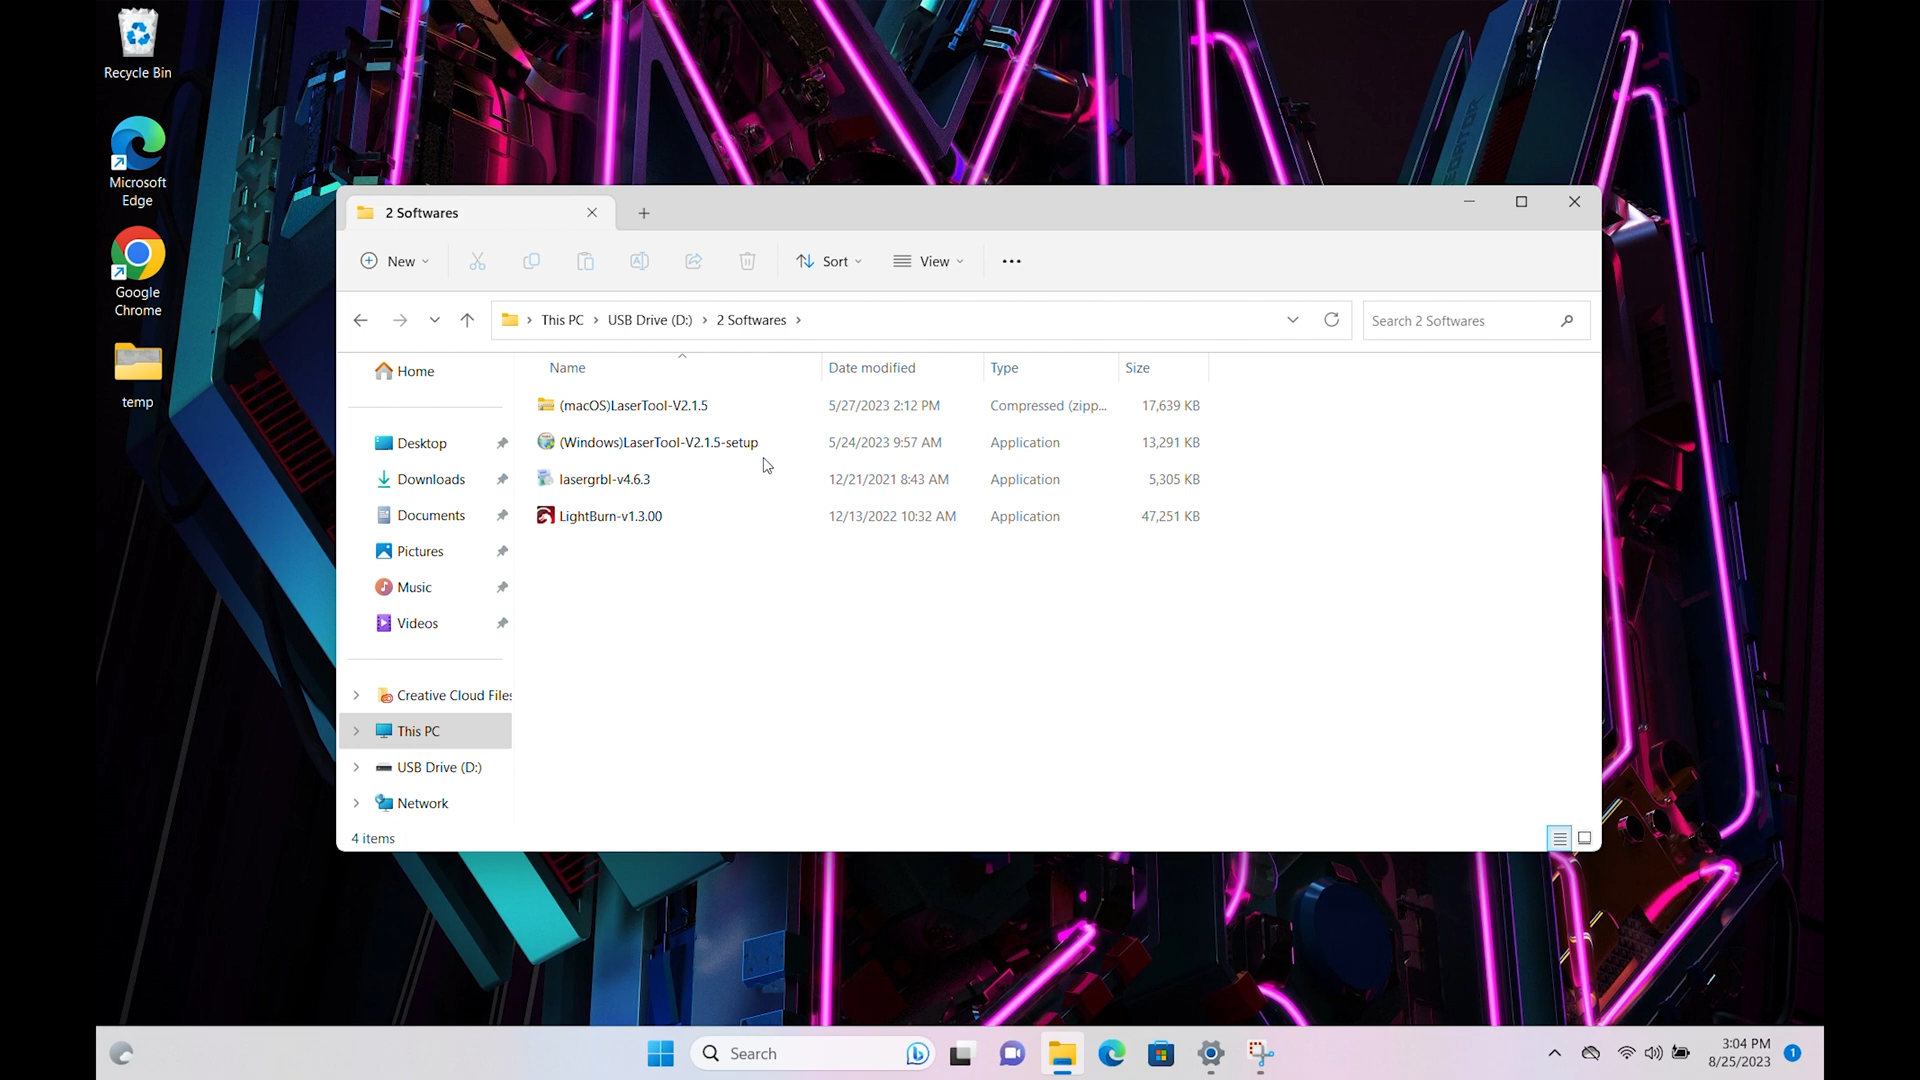 Recycle Bin
Microsoft
Edge
Google
Chrome
temp
2 Softwares
New
Sort
View
This PC
USB Drive (D:)
2 Softwares
Search 2 Softwares
Home
Desktop
Downloads
Documents
Pictures
Music
Videos
Creative Cloud Files
This PC
USB Drive (D:)
Network
Name Date modified Type Size
(macOS)LaserTool-V2.1.5 5/27/2023 2:12 PM Compressed (zipp... 17,639 KB
(Windows)LaserTool-V2.1.5-setup 5/24/2023 9:57 AM Application 13,291 KB
lasergrbl-v4.6.3 12/21/2021 8:43 AM Application 5,305 KB
LightBurn-v1.3.00 12/13/2022 10:32 AM Application 47,251 KB
4 items
Search
3:04 PM
8/25/2023
1